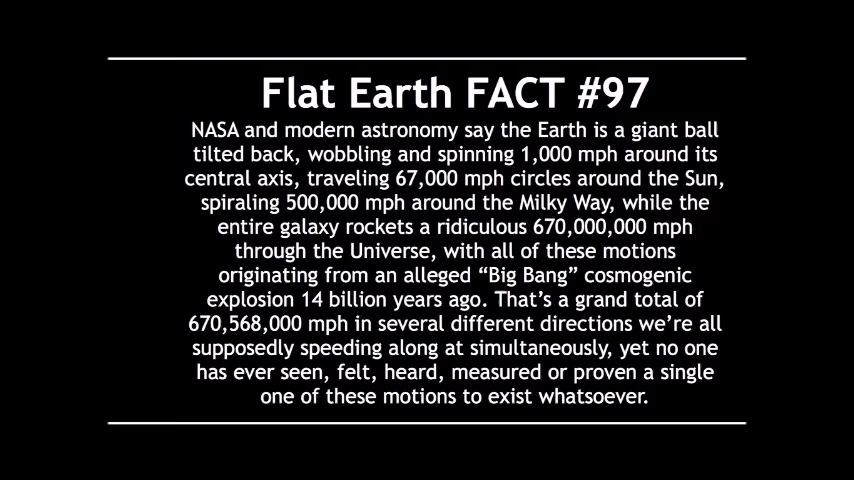 Flat Earth FACT #97
NASA and modern astronomy say the Earth is a giant ball
tilted back, wobbling and spinning 1,000 mph around its
central axis, traveling 67,000 mph circles around the Sun,
spiraling 500,000 mph around the Milky Way, while the
entire galaxy rockets a ridiculous 670,000,000 mph
through the Universe, with all of these motions
originating from an alleged “Big Bang” cosmogenic
explosion 14 billion years ago. That’s a grand total of
670,568,000 mph in several different directions we’re all
supposedly speeding along at simultaneously, yet no one
has ever seen, felt, heard, measured or proven a single
one of these motions to exist whatsoever.